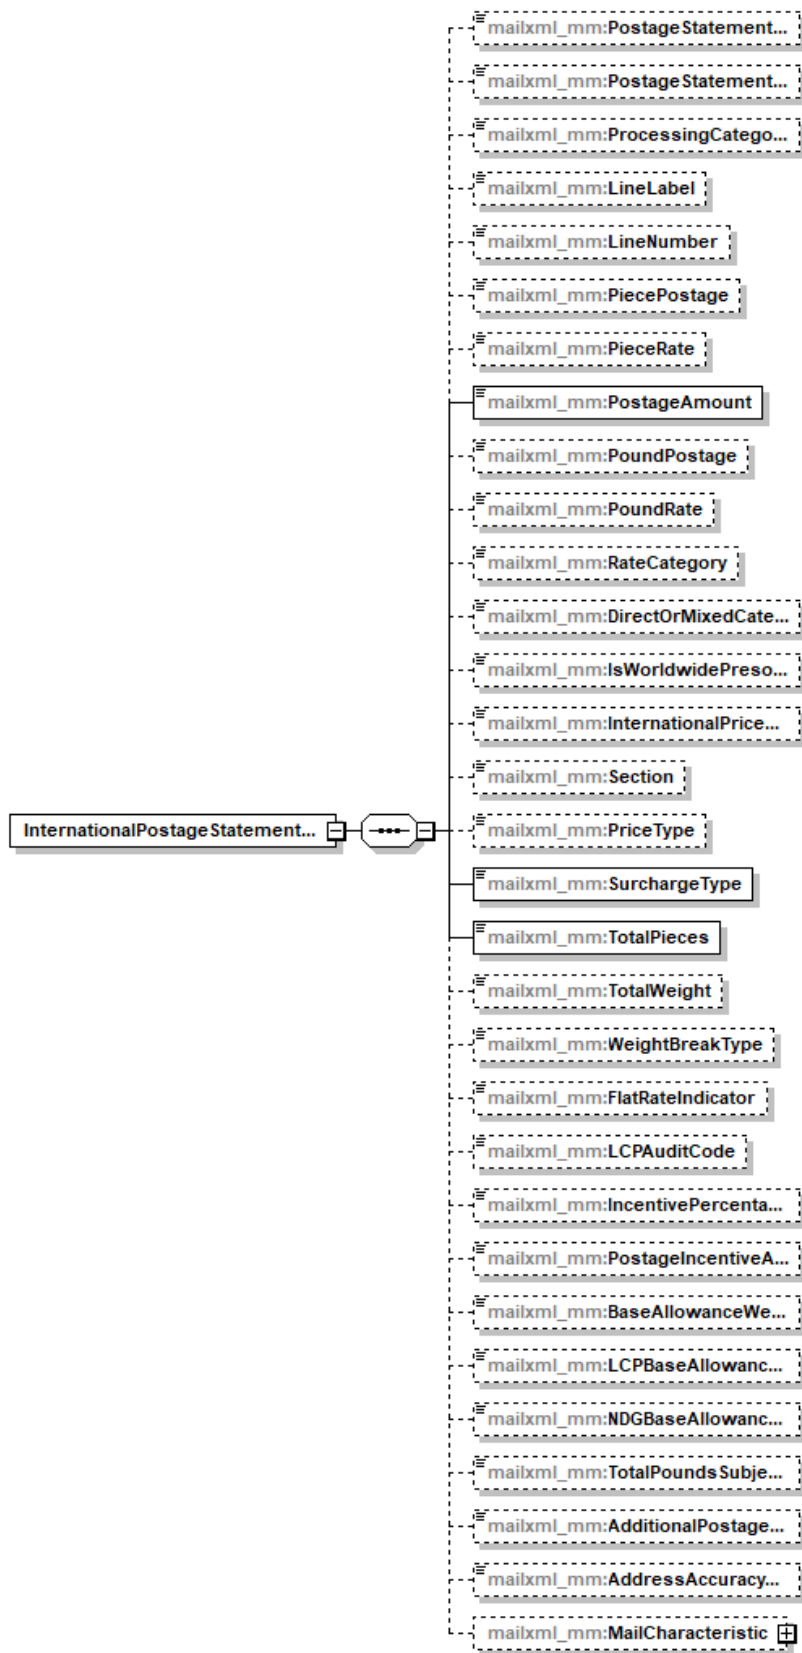 mailxml_mm:PostageStatement...
mailxml_mm:PostageStatement...
mailxml_mm:ProcessingCatego...
mailxml_mm:LineLabel
mailxml_mm:LineNumber
mailxml_mm:PiecePostage
mailxml_mm:PieceRate
mailxml_mm:PostageAmount
mailxml_mm:PoundPostage
mailxml_mm:PoundRate
mailxml_mm:RateCategory
mailxml_mm:DirectOrMixedCate...
mailxml_mm:IsWorldwidePreso...
mailxml_mm:InternationalPrice...
mailxml_mm:Section
InternationalPostageStatement...
mailxml_mm:PriceType
mailxml_mm:SurchargeType
mailxml_mm:TotalPieces
mailxml_mm:TotalWeight
mailxml_mm:WeightBreakType
mailxml_mm:FlatRateIndicator
mailxml_mm:LCPAuditCode
mailxml_mm:IncentivePercenta...
mailxml_mm:PostageIncentiveA...
mailxml_mm:BaseAllowanceWe...
mailxml_mm:LCPBaseAllowanc...
mailxml_mm:NDGBaseAllowanc...
mailxml_mm:TotalPoundsSubje...
mailxml_mm:AdditionalPostage...
mailxml_mm:AddressAccuracy...
mailxml_mm:MailCharacteristic